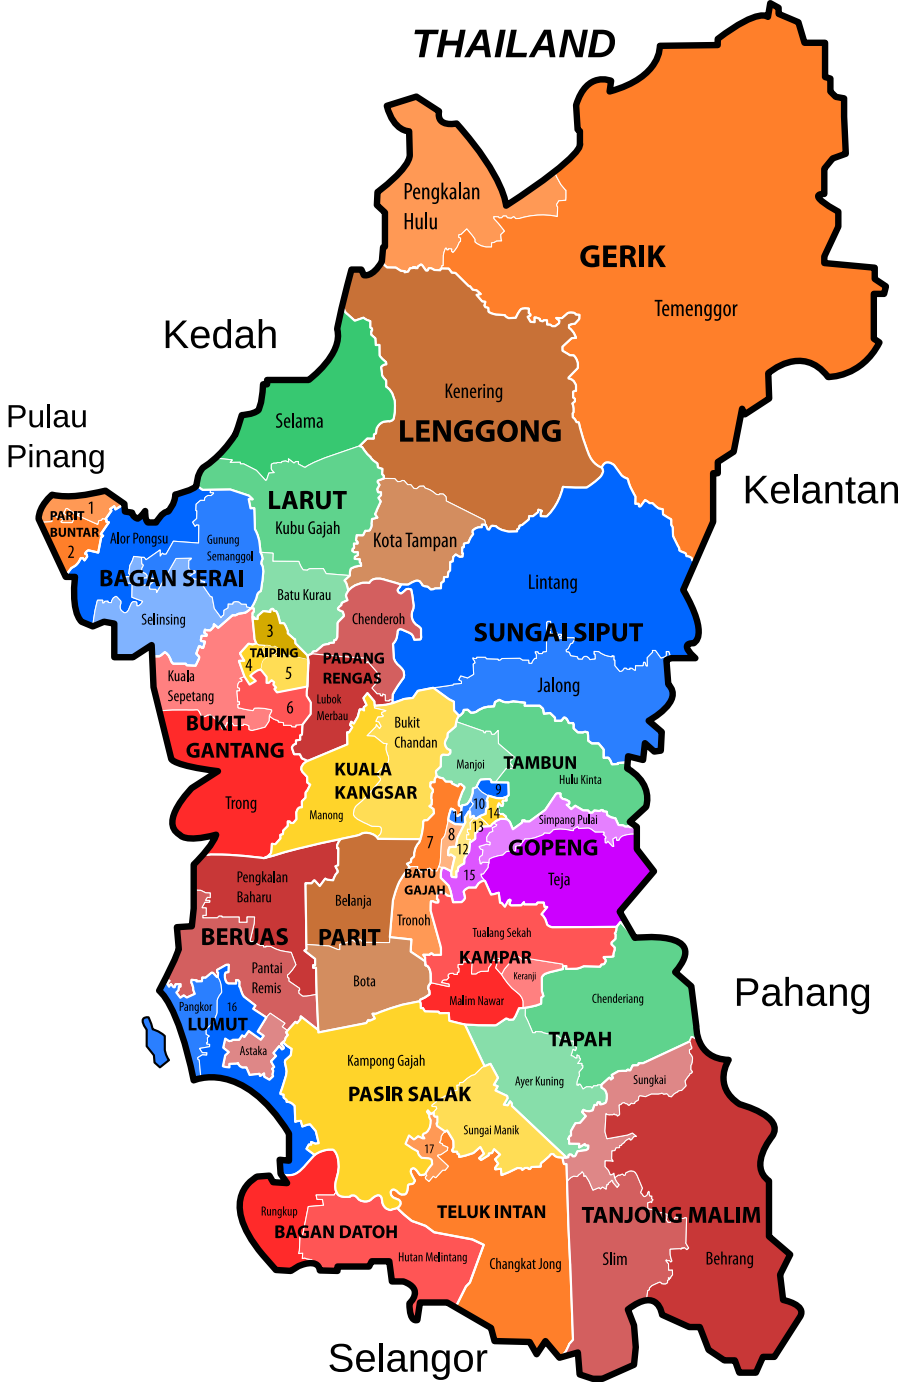 THAILAND
Pengkalan
Hulu
GERIK
Temenggor
Kedah
Kenering
LENGGONG
Pulau
Pinang
Selama
Kelantan
LARUT
Kubu Gajah
1
PARIT
BUNTAR
2
Alor Pongsu
Gunung
Semanggol
Kota Tampan
BAGAN SERAI
Lintang
Batu Kurau
Selinsing
Chenderoh
3
SUNGAI SIPUT
TAIPING
4
5
PADANG
RENGAS
Kuala
Sepetang
6
Lubok
Merbau
Jalong
BUKIT
GANTANG
Bukit
Chandan
Manjoi
TAMBUN
Hulu Kinta
KUALA
KANGSAR
Trong
Manong
9
10
11
14
13
7
8
12
Simpang Pulai
GOPENG
15
Teja
Pengkalan
Baharu
BATU
GAJAH
Belanja
Tronoh
BERUAS
PARIT
Tualang Sekah
KAMPAR
Pantai
Remis
Bota
Keranji
Malim Nawar
Chenderiang
Pahang
Pangkor
16
LUMUT
Astaka
TAPAH
Kampong Gajah
Ayer Kuning
Sungkai
PASIR SALAK
Sungai Manik
17
Rungkup
BAGAN DATOH
TELUK INTAN
TANJONG MALIM
Hutan Melintang
Changkat Jong
Slim
Behrang
Selangor